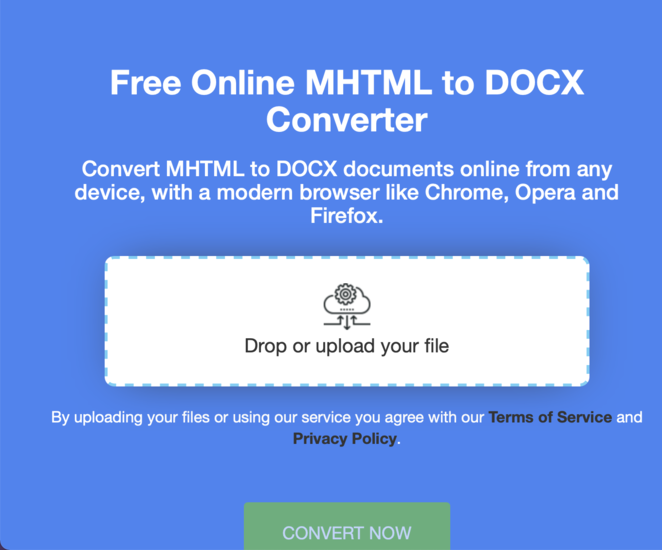 Free Online MHTML to DOCX
Converter
Convert MHTML to DOCX documents online from any
device, with a modern browser like Chrome, Opera and
Firefox.
Drop or upload your file
By uploading your files or using our service you agree with our Terms of Service and
Privacy Policy.
CONVERT NOW